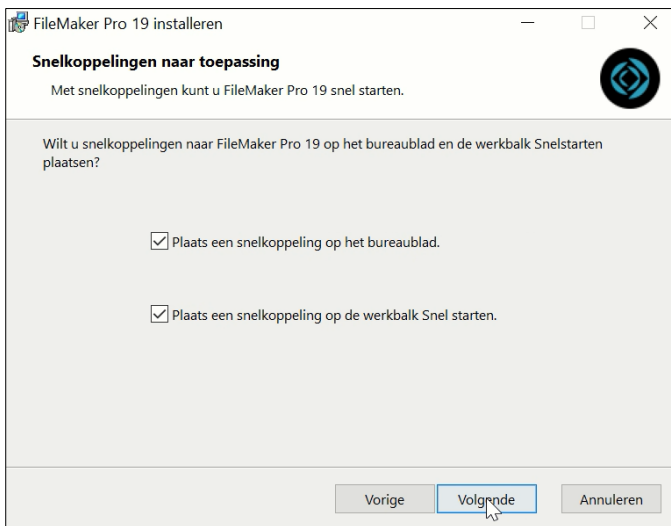 FileMaker Pro 19 installeren
Snelkoppelingen naar toepassing
Met snelkoppelingen kunt u FileMaker Pro 19 snel starten.
Wilt u snelkoppelingen naar FileMaker Pro 19 op het bureaublad en de werkbalk Snelstarten
plaatsen?
Plaats een snelkoppeling op het bureaublad.
Plaats een snelkoppeling op de werkbalk Snel starten.
Vorige Volgende Annuleren